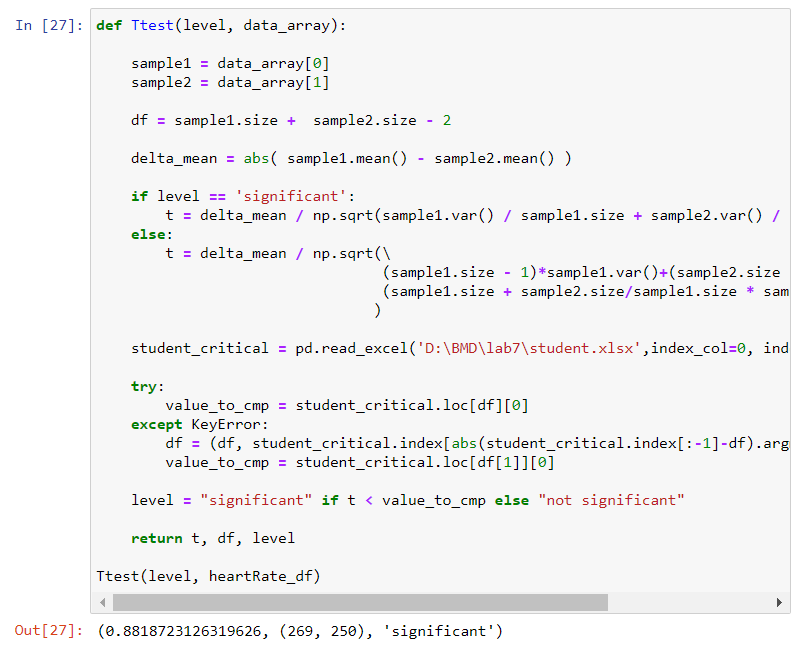 In [27]: def Ttest(level, data_array):
sample1 = data_array[0]
sample2 = data_array[1]
df = sample1.size +  sample2.size - 2
delta_mean = abs( sample1.mean() - sample2.mean() )
if level == 'significant':
t = delta_mean / np.sqrt(sample1.var() / sample1.size + sample2.var() /
else:
t = delta_mean / np.sqrt(\
(sample1.size - 1)*sample1.var()+(sample2.size
(sample1.size + sample2.size/sample1.size * sam
)
student_critical = pd.read_excel('D:\BMD\lab7\student.xlsx',index_col=0, ind
try:
value_to_cmp = student_critical.loc[df][0]
except KeyError:
df = (df, student_critical.index[abs(student_critical.index[:-1]-df).arg
value_to_cmp = student_critical.loc[df[1]][0]
level = "significant" if t < value_to_cmp else "not significant"
return t, df, level
Ttest(level, heartRate_df)
Out[27]: (0.8818723126319626, (269, 250), 'significant')